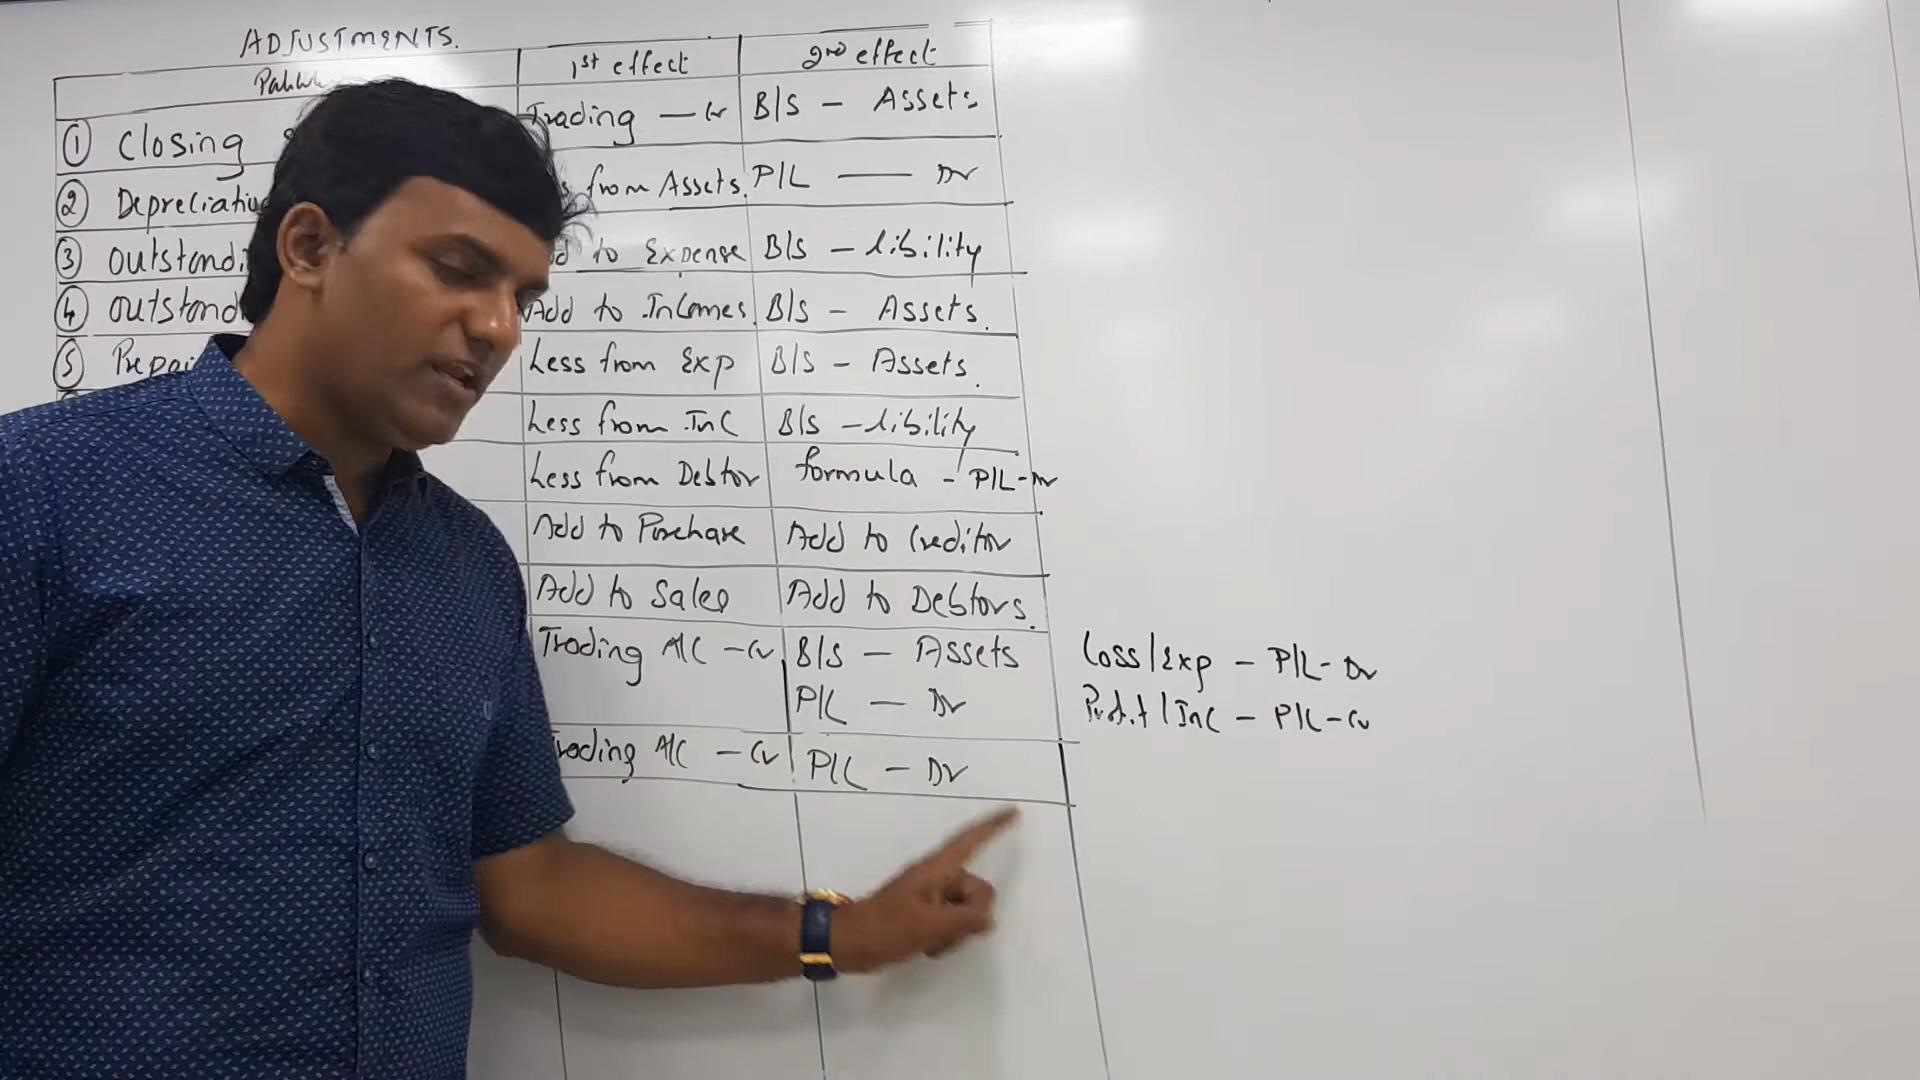 ADJUSTMENTS.
1st effect 2nd effect
① Closing Trading — Cr B/S — Assets
② Depreciation from Assets. P/L — Dr
③ Outstandi to Expense B/S — libility
④ Outstand Add to Incomes. B/S — Assets.
⑤ Prepai Less from Exp B/S — Assets.
Less from Inc B/S — libility
Less from Debtor formula - P/L-Dr
Add to Purchase Add to Creditor
Add to Sales Add to Debtors.
Trading A/C — Cr B/S — Assets
P/L — Dr
Trading A/C — Cr P/L — Dr
Loss/Exp — P/L- Dr
Profit/Inc — P/L-Cr